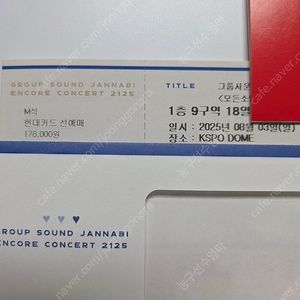 GROUP SOUND JANNABI
ENCORE CONCERT 2125
M석
현대카드 선예매
178,000원
TITLE
그룹사운
<모든소
1층 9구역 18열
일시 : 2025년 08월 03일(일)
장소 : KSPO DOME
GROUP SOUND JANNABI
ENCORE CONCERT 2125